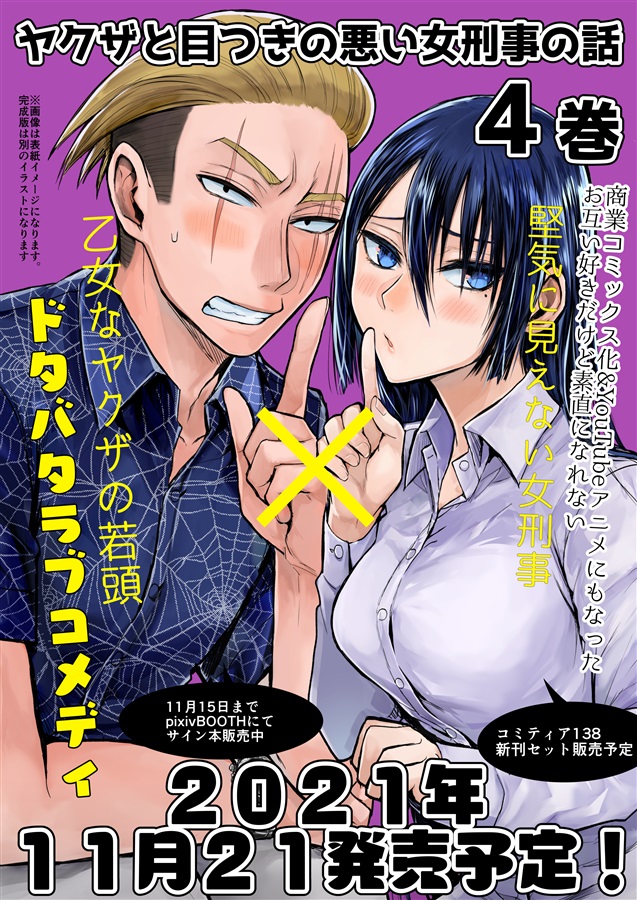 ヤクザと目つきの悪い女刑事の話
4巻
※画像は表紙イメージになります。
完成版は別のイラストになります
商業コミックス化&YouTubeアニメにもなった
お互い好きだけど素直になれない
堅気に見えない女刑事
×
乙女なヤクザの若頭
ドタバタラブコメディ
11月15日まで
pixivBOOTHにて
サイン本販売中
コミティア138
新刊セット販売予定
2021年
11月21発売予定!